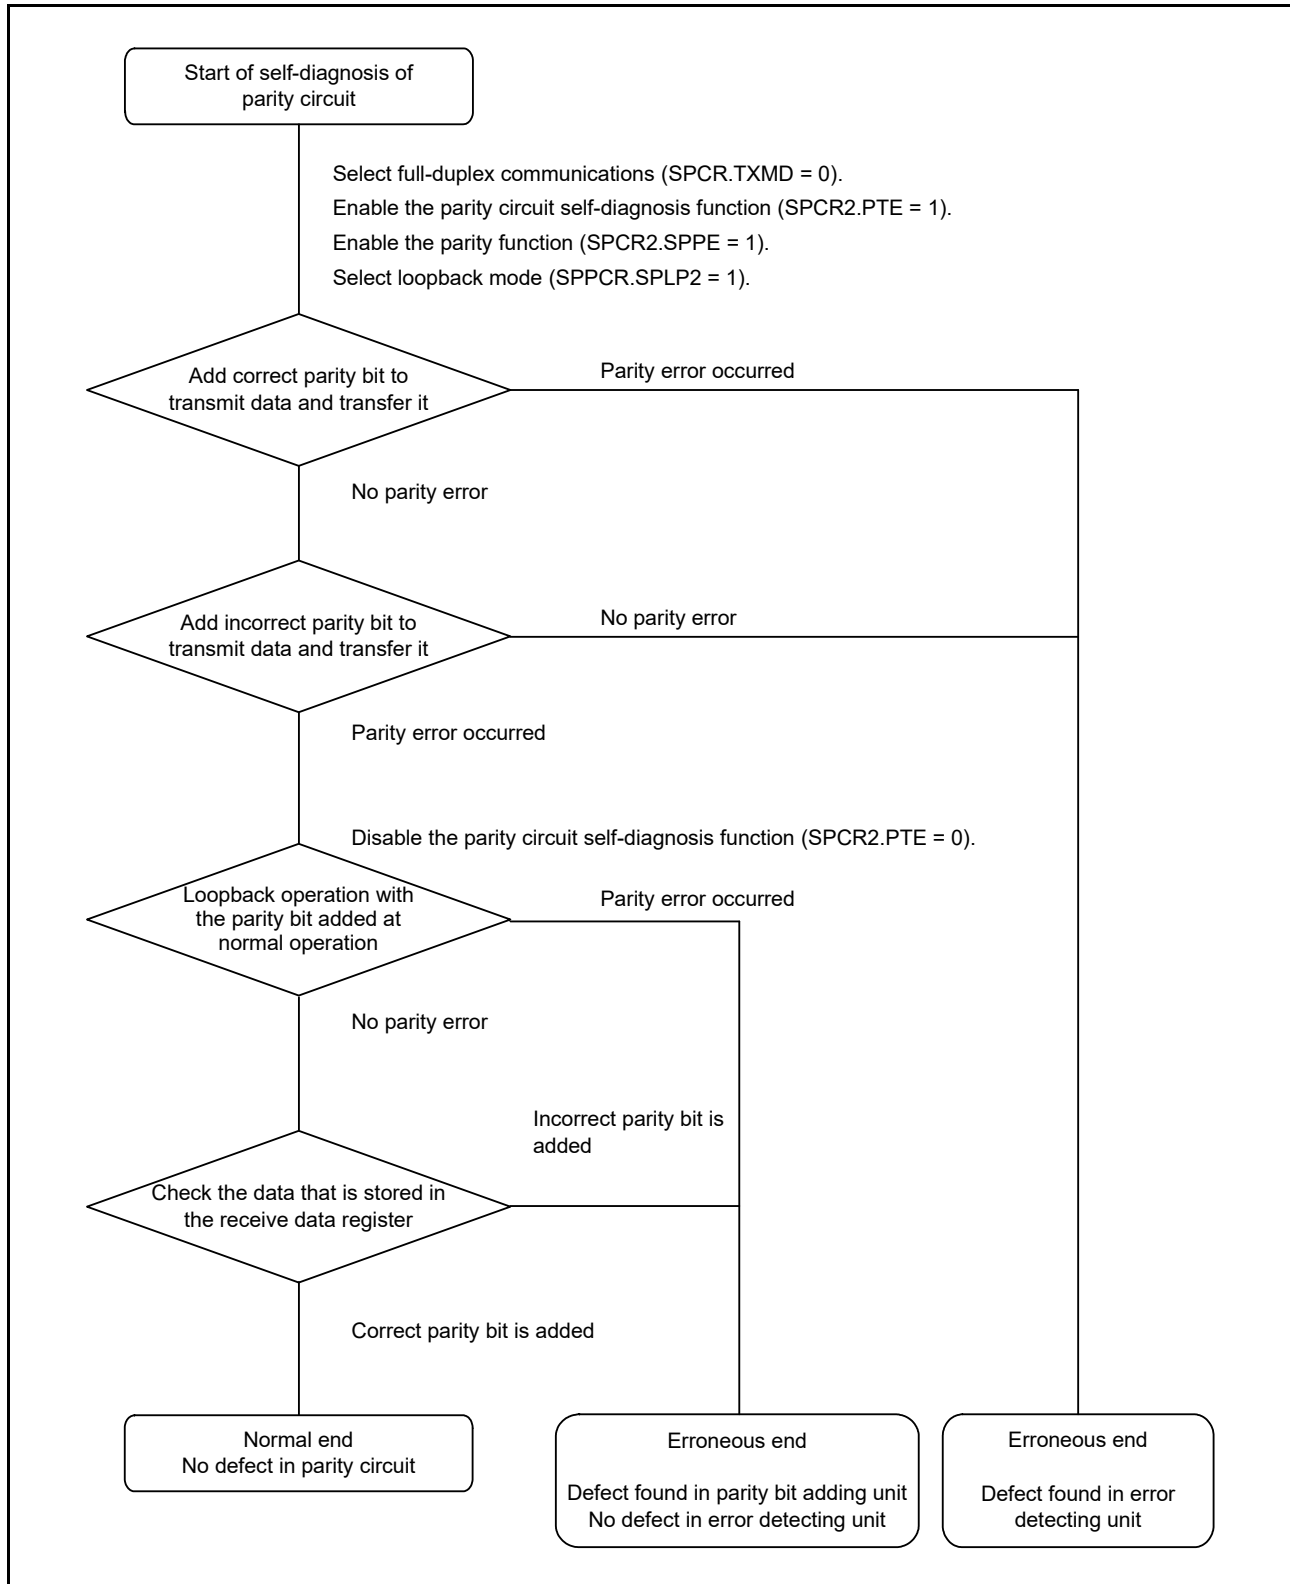 Start of self-diagnosis of
parity circuit
Select full-duplex communications (SPCR.TXMD = 0).
Enable the parity circuit self-diagnosis function (SPCR2.PTE = 1).
Enable the parity function (SPCR2.SPPE = 1).
Select loopback mode (SPPCR.SPLP2 = 1).
Add correct parity bit to
transmit data and transfer it
Parity error occurred
No parity error
Add incorrect parity bit to
transmit data and transfer it
No parity error
Parity error occurred
Disable the parity circuit self-diagnosis function (SPCR2.PTE = 0).
Loopback operation with
the parity bit added at
normal operation
Parity error occurred
No parity error
Incorrect parity bit is
added
Check the data that is stored in
the receive data register
Correct parity bit is added
Normal end
No defect in parity circuit
Erroneous end
Defect found in parity bit adding unit
No defect in error detecting unit
Erroneous end
Defect found in error
detecting unit